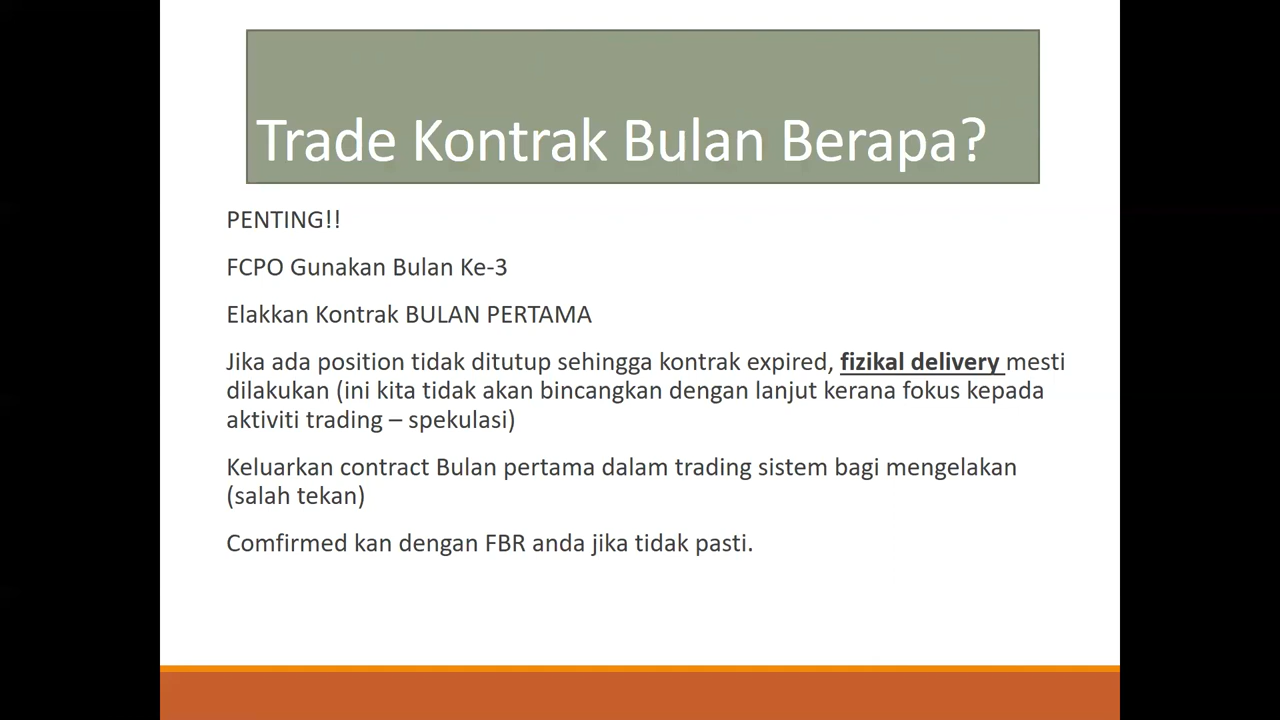 Trade Kontrak Bulan Berapa?
PENTING!!
FCPO Gunakan Bulan Ke-3
Elakkan Kontrak BULAN PERTAMA
Jika ada position tidak ditutup sehingga kontrak expired, fizikal delivery mesti
dilakukan (ini kita tidak akan bincangkan dengan lanjut kerana fokus kepada
aktiviti trading – spekulasi)
Keluarkan contract Bulan pertama dalam trading sistem bagi mengelakan
(salah tekan)
Comfirmed kan dengan FBR anda jika tidak pasti.